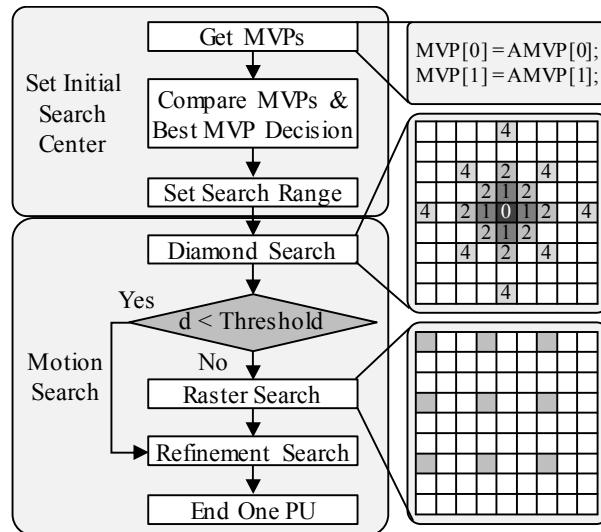 Get MVPs
MVP[0]=AMVP[0];
MVP[1]=AMVP[1];
Set Initial
Search
Center
Compare MVPs &
Best MVP Decision
Set Search Range
4
4 2 4
2 1 2
4 2 1 0 1 2 4
2 1 2
4 2 4
4
Diamond Search
Yes
d < Threshold
No
Motion
Search
Raster Search
Refinement Search
End One PU